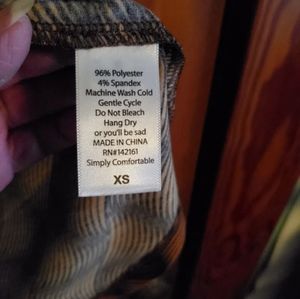 96% Polyester
4% Spandex
Machine Wash Cold
Gentle Cycle
Do Not Bleach
Hang Dry
or you'll be sad
MADE IN CHINA
RN#142161
Simply Comfortable
XS